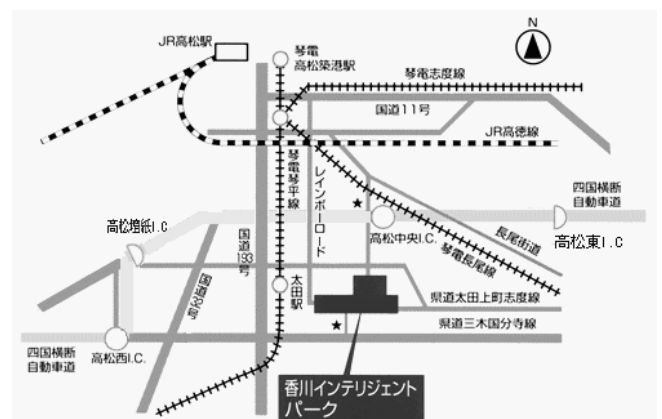 N
JR高松駅
琴電
高松築港駅
琴電志度線
国道11号
JR高徳線
琴電琴平線
レインボーロード
四国横断
自動車道
高松檀紙I.C
国道193号
高松中央I.C.
長尾街道
高松東I.C
琴電長尾線
太田駅
県道太田上町志度線
県道三木国分寺線
四国横断
自動車道
高松西I.C.
香川インテリジェント
パーク